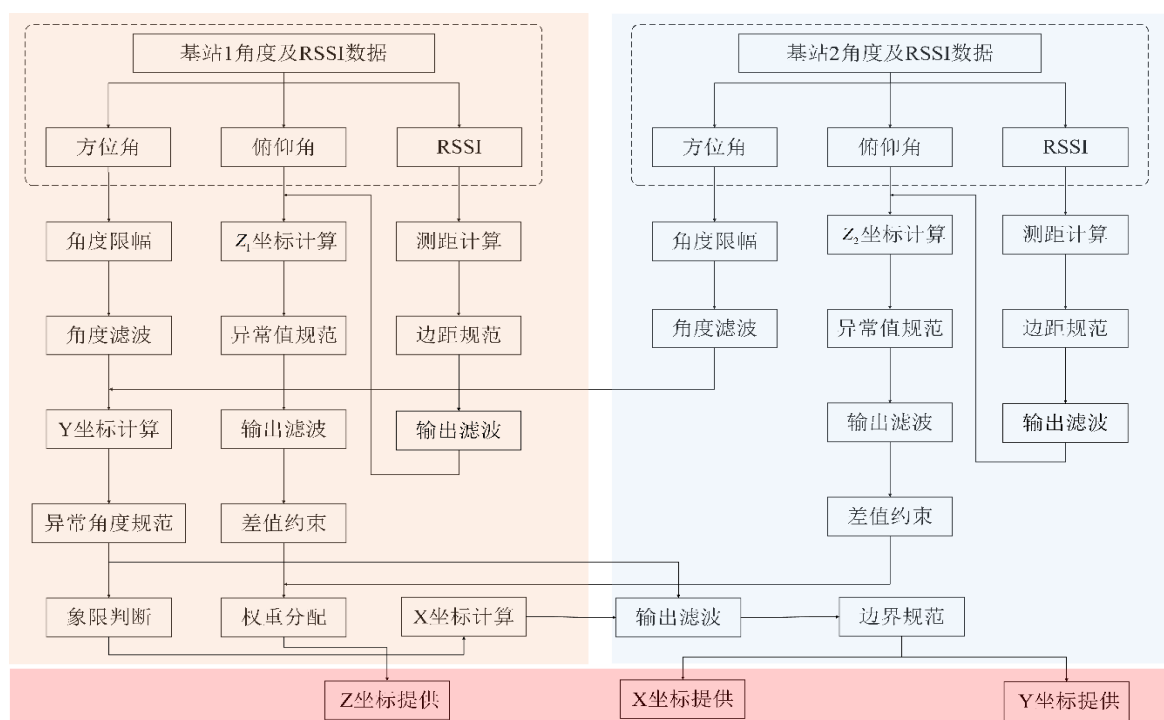 基站1角度及RSSI数据
方位角
俯仰角
RSSI
角度限幅
Z₁坐标计算
测距计算
角度滤波
异常值规范
边距规范
Y坐标计算
输出滤波
输出滤波
异常角度规范
差值约束
象限判断
权重分配
X坐标计算
基站2角度及RSSI数据
方位角
俯仰角
RSSI
角度限幅
Z₂坐标计算
测距计算
角度滤波
异常值规范
边距规范
输出滤波
输出滤波
差值约束
输出滤波
边界规范
Z坐标提供
X坐标提供
Y坐标提供